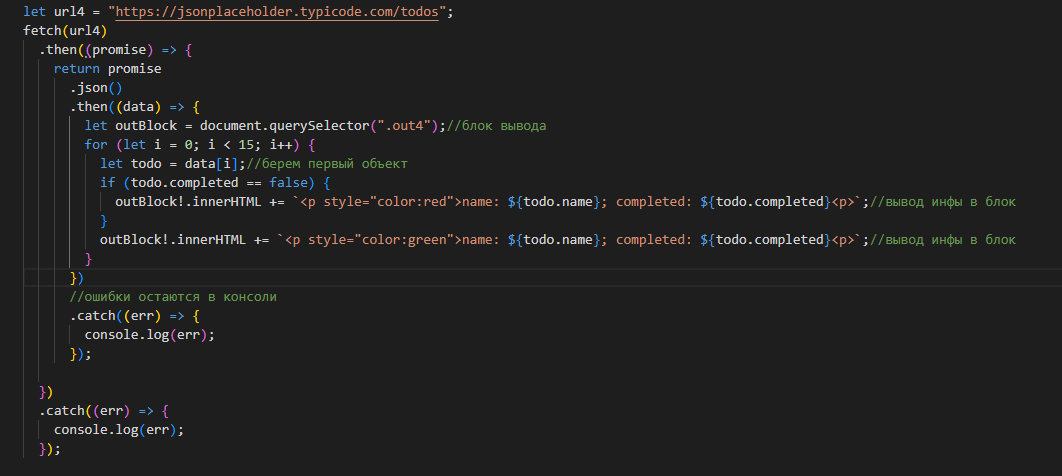 let url4 = "https://jsonplaceholder.typicode.com/todos";
fetch(url4)
  .then((promise) => {
    return promise
      .json()
      .then((data) => {
        let outBlock = document.querySelector(".out4");//блок вывода
        for (let i = 0; i < 15; i++) {
          let todo = data[i];//берем первый объект
          if (todo.completed == false) {
            outBlock!.innerHTML += `<p style="color:red">name: ${todo.name}; completed: ${todo.completed}<p>`;//вывод инфы в блок
          }
          outBlock!.innerHTML += `<p style="color:green">name: ${todo.name}; completed: ${todo.completed}<p>`;//вывод инфы в блок
        }
      })
      //ошибки остаются в консоли
      .catch((err) => {
        console.log(err);
      });
  })
  .catch((err) => {
    console.log(err);
  });